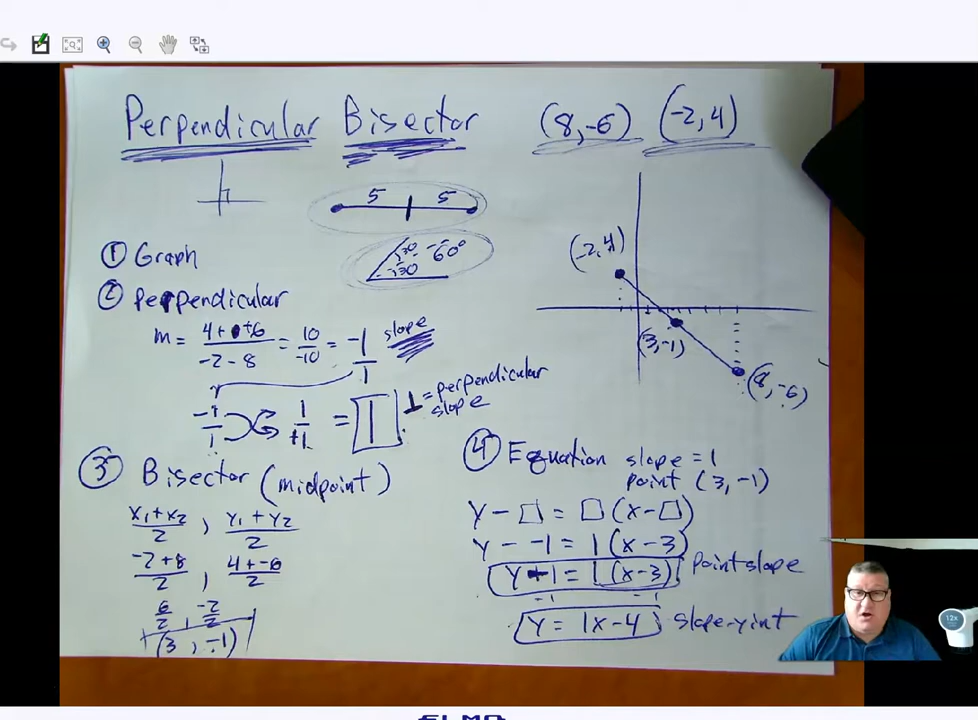 Perpendicular Bisector (8,-6) (-2,4)
5 5
30 30 60°
① Graph
② Perpendicular
m = 4++6 / -2-8 = 10/-10 = -1/1 slope
-1/1 1/+1 = 1 ⊥ = perpendicular slope
(-2,4)
(3,-1)
(8,-6)
③ Bisector (midpoint)
x₁+x₂/2 , y₁+y₂/2
-2+8/2 , 4+-6/2
6/2 , -2/2
(3,-1)
④ Equation slope = 1
point (3,-1)
y-□ = □(x-□)
y--1 = 1(x-3)
y+1 = 1(x-3) point slope
-1 -1
y = 1x-4 slope-y int
12x
ELMO